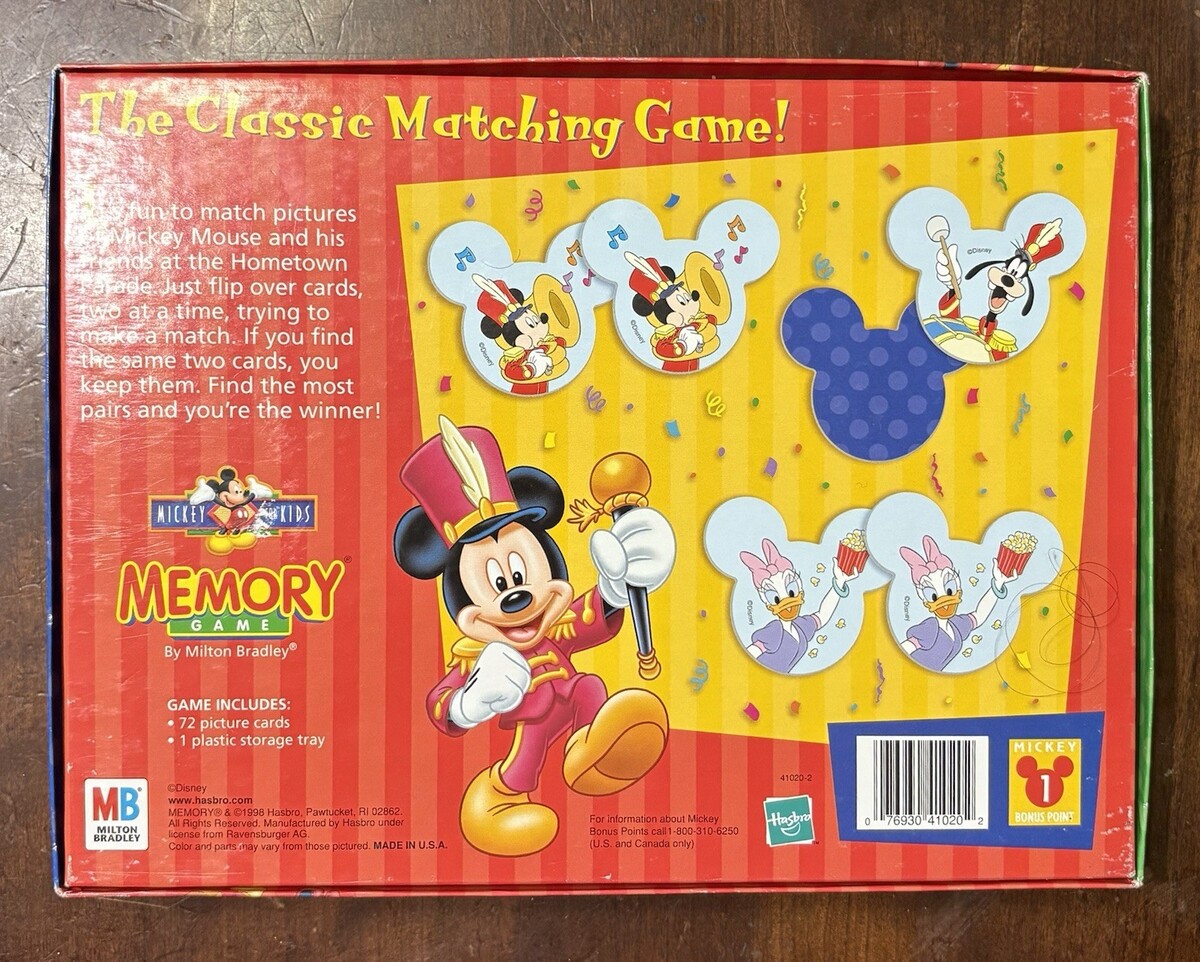 The Classic Matching Game!
fun to match pictures
Mickey Mouse and his
friends at the Hometown
Parade. Just flip over cards,
two at a time, trying to
make a match. If you find
the same two cards, you
keep them. Find the most
pairs and you're the winner!
©Disney
©Disney
©Disney
MICKEY KIDS
MEMORY®
GAME
By Milton Bradley®
©Disney
©Disney
GAME INCLUDES:
• 72 picture cards
• 1 plastic storage tray
MB®
MILTON
BRADLEY
©Disney
www.hasbro.com
MEMORY® & ©1998 Hasbro, Pawtucket, RI 02862.
All Rights Reserved. Manufactured by Hasbro under
license from Ravensburger AG.
Color and parts may vary from those pictured. MADE IN U.S.A.
For information about Mickey
Bonus Points call 1-800-310-6250
(U.S. and Canada only)
41020-2
Hasbro™
0 76930 41020 2
MICKEY
1
BONUS POINT